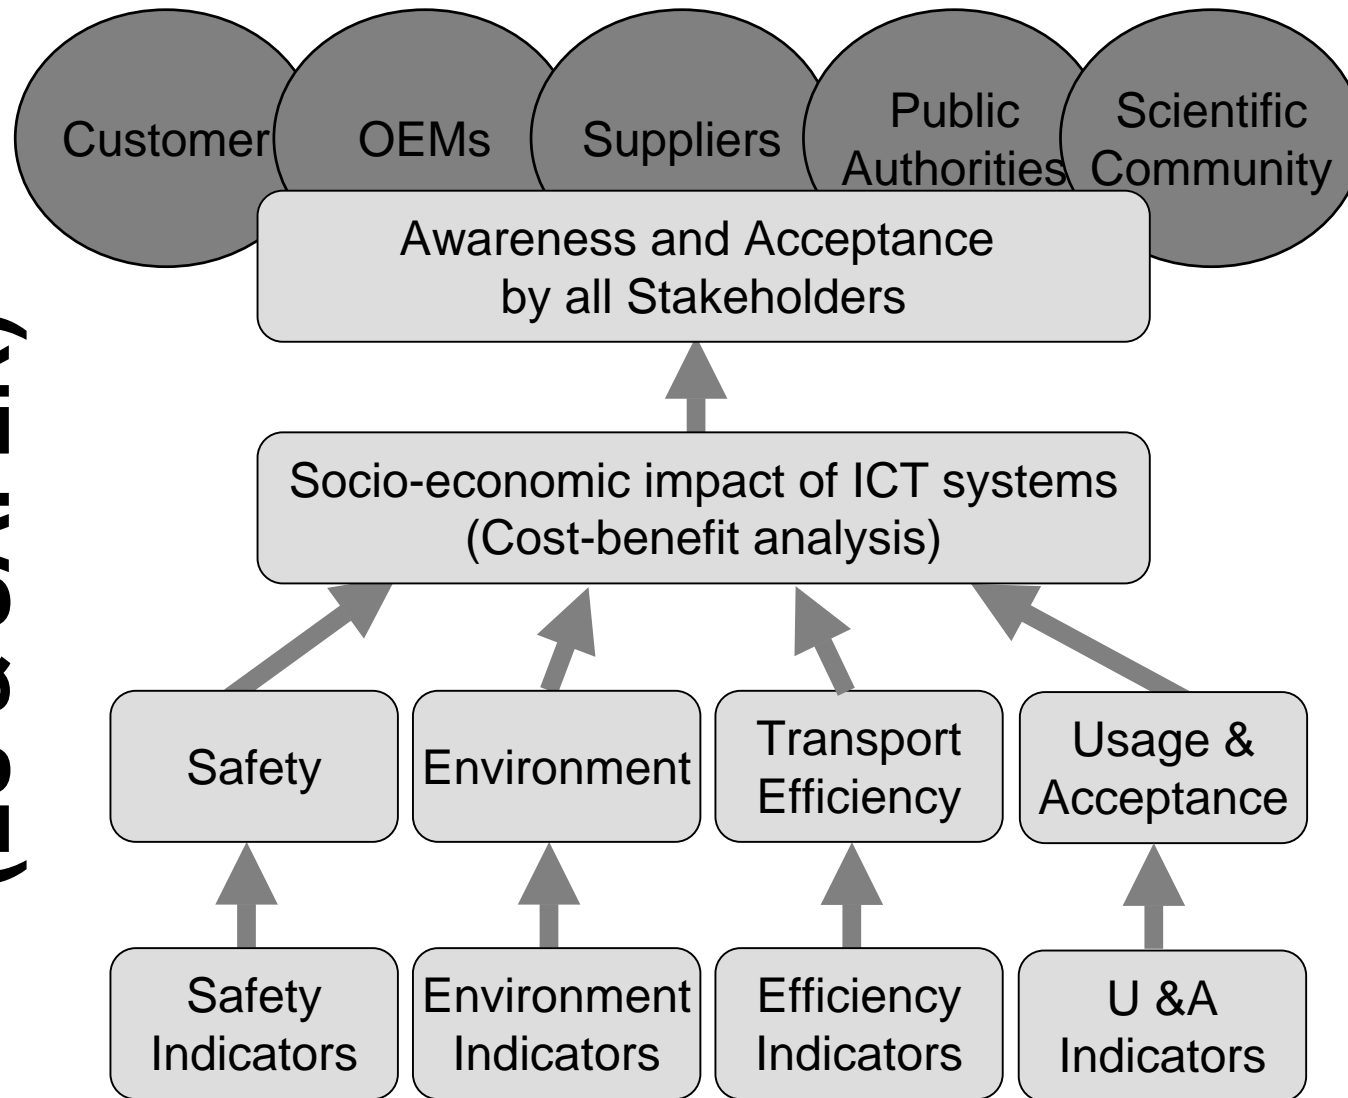 Customer
OEMs
Suppliers
Public
Authorities
Scientific
Community
Awareness and Acceptance
by all Stakeholders
Socio-economic impact of ICT systems
(Cost-benefit analysis)
Safety
Environment
Transport
Efficiency
Usage &
Acceptance
Safety
Indicators
Environment
Indicators
Efficiency
Indicators
U &A
Indicators